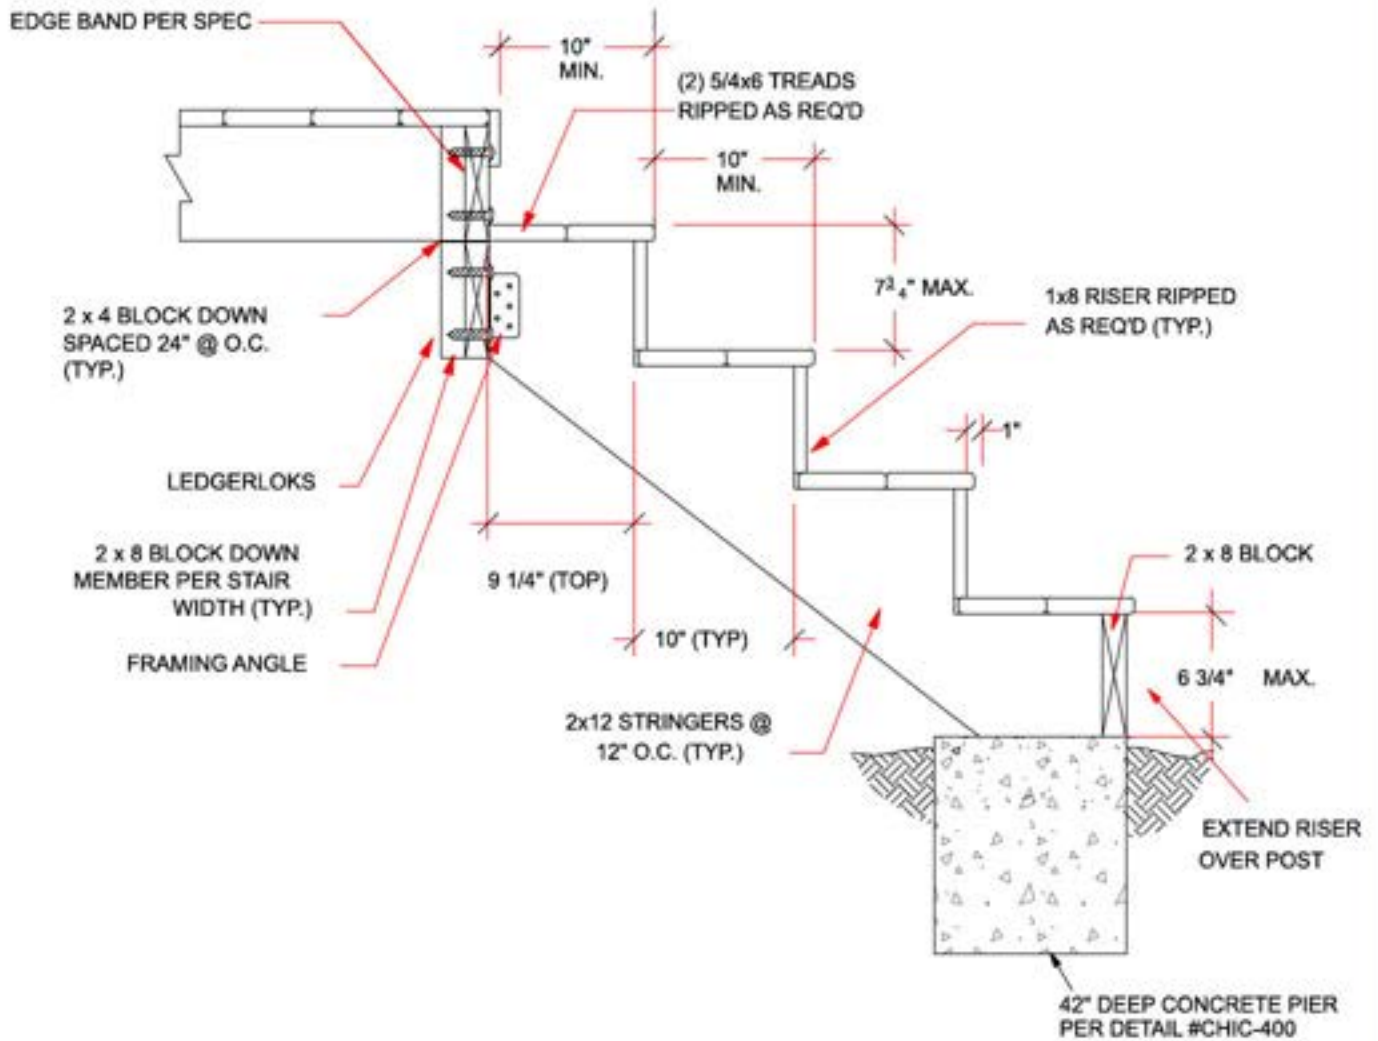 EDGE BAND PER SPEC
10"
MIN.
(2) 5/4x6 TREADS
RIPPED AS REQ'D
10"
MIN.
7 3/4" MAX.
1x8 RISER RIPPED
AS REQ'D (TYP.)
2 x 4 BLOCK DOWN
SPACED 24" @ O.C.
(TYP.)
1"
LEDGERLOKS
2 x 8 BLOCK DOWN
MEMBER PER STAIR
WIDTH (TYP.)
9 1/4" (TOP)
2 x 8 BLOCK
FRAMING ANGLE
10" (TYP)
6 3/4" MAX.
2x12 STRINGERS @
12" O.C. (TYP.)
EXTEND RISER
OVER POST
42" DEEP CONCRETE PIER
PER DETAIL #CHIC-400